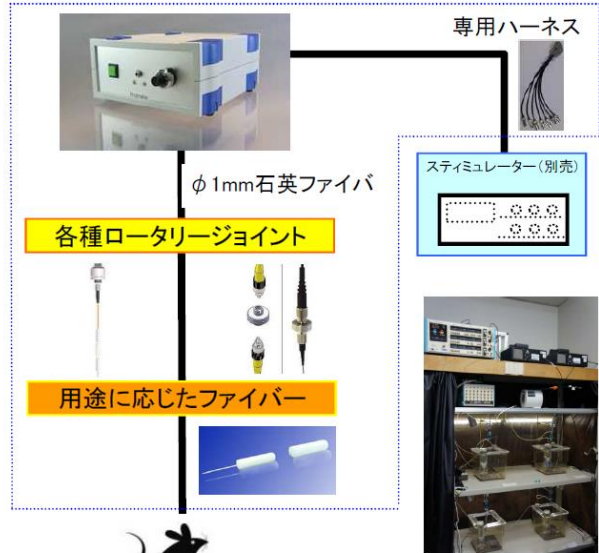 専用ハーネス
スティミュレーター(別売)
φ1mm石英ファイバ
各種ロータリージョイント
用途に応じたファイバー